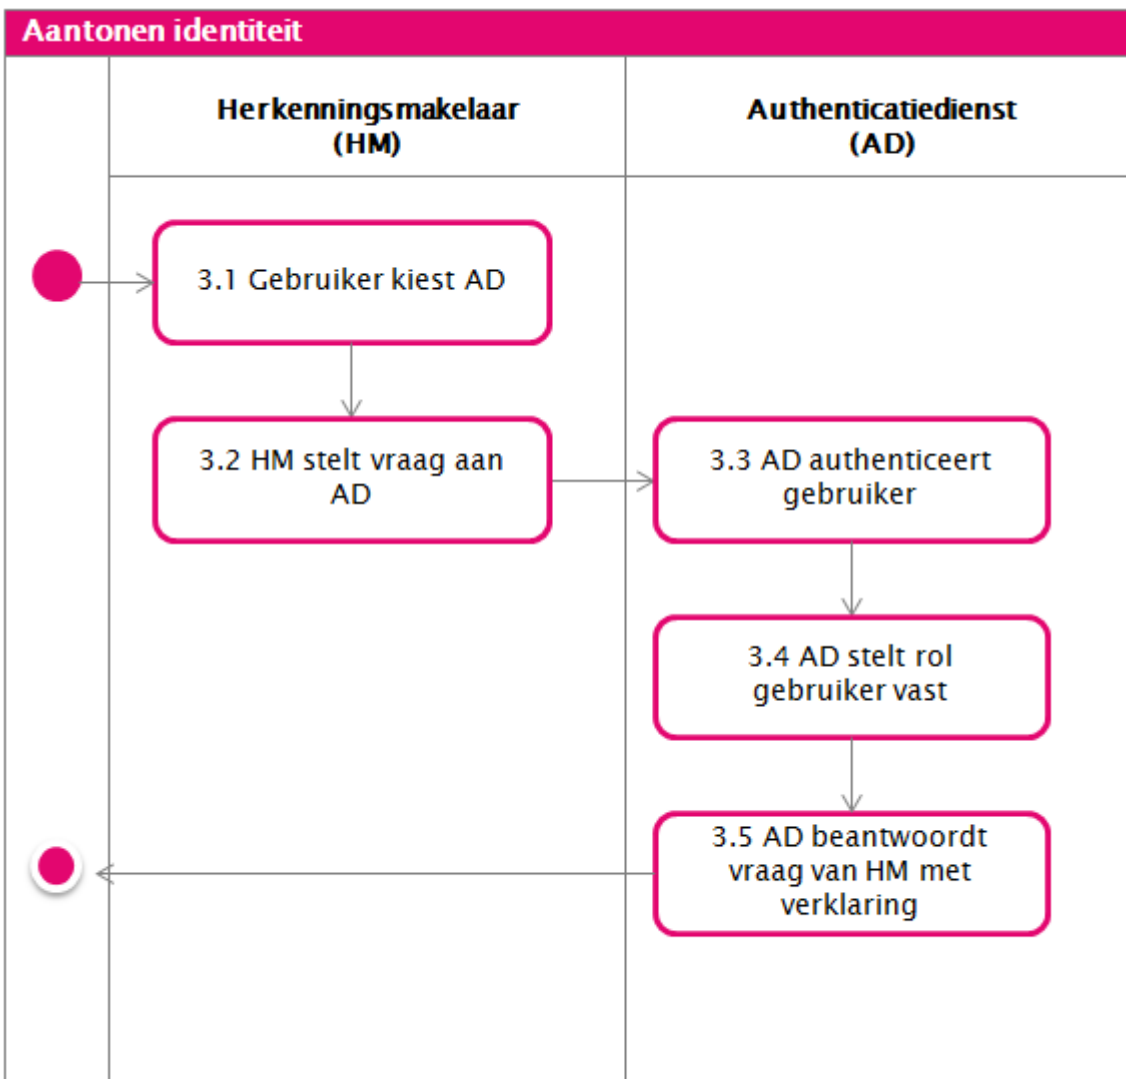 Aantonen identiteit
Herkenningsmakelaar
(HM)
Authenticatiedienst
(AD)
3.1 Gebruiker kiest AD
3.2 HM stelt vraag aan
AD
3.3 AD authenticeert
gebruiker
3.4 AD stelt rol
gebruiker vast
3.5 AD beantwoordt
vraag van HM met
verklaring